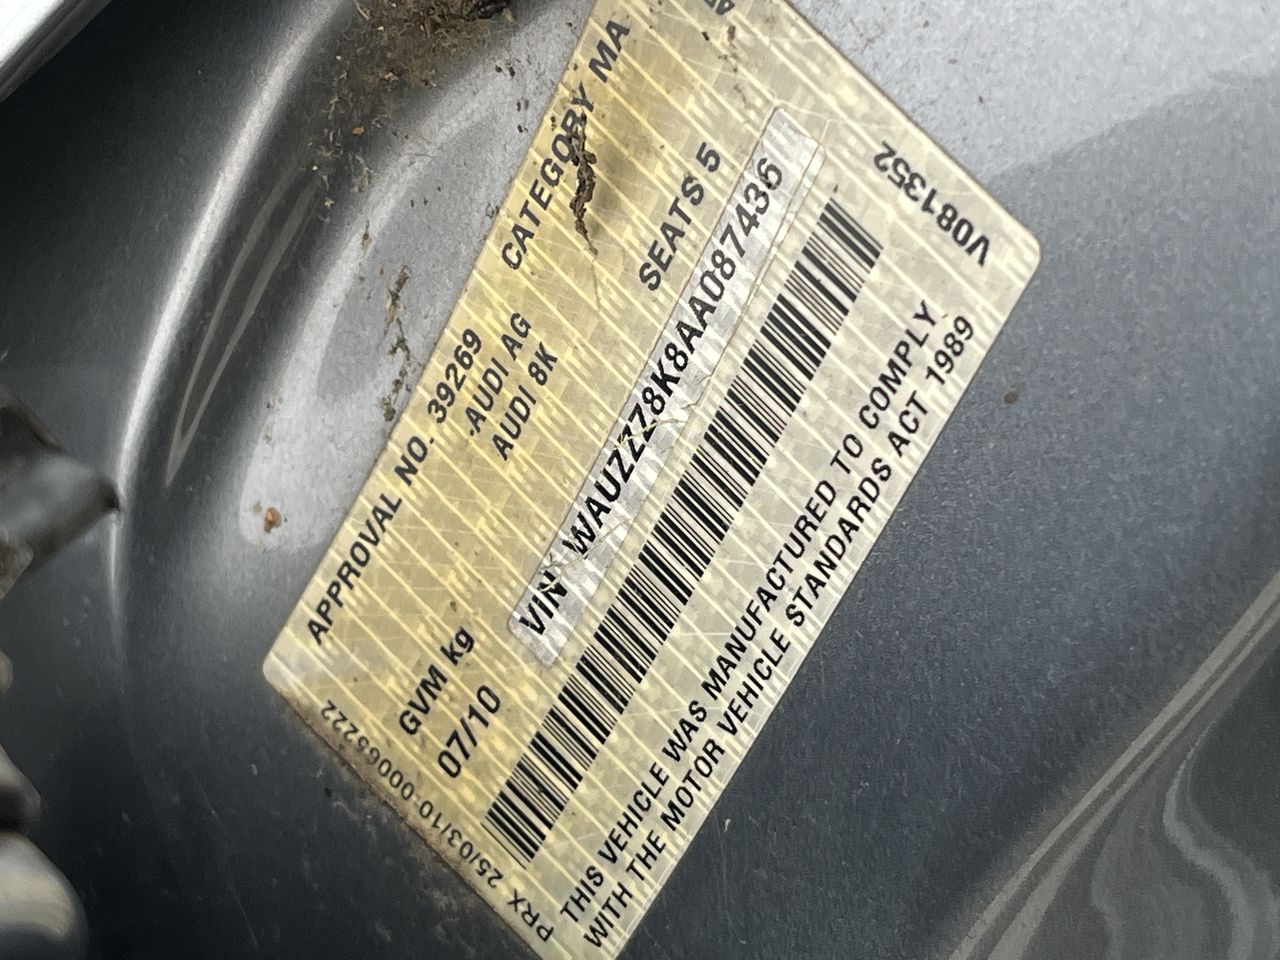 APPROVAL NO. 39269 CATEGORY MA
AUDI AG
AUDI 8K SEATS 5
GVM kg
07/10
VIN WAUZZZ8K8AA087436
THIS VEHICLE WAS MANUFACTURED TO COMPLY
WITH THE MOTOR VEHICLE STANDARDS ACT 1989
PRX 25/03/10-00065222
V081352